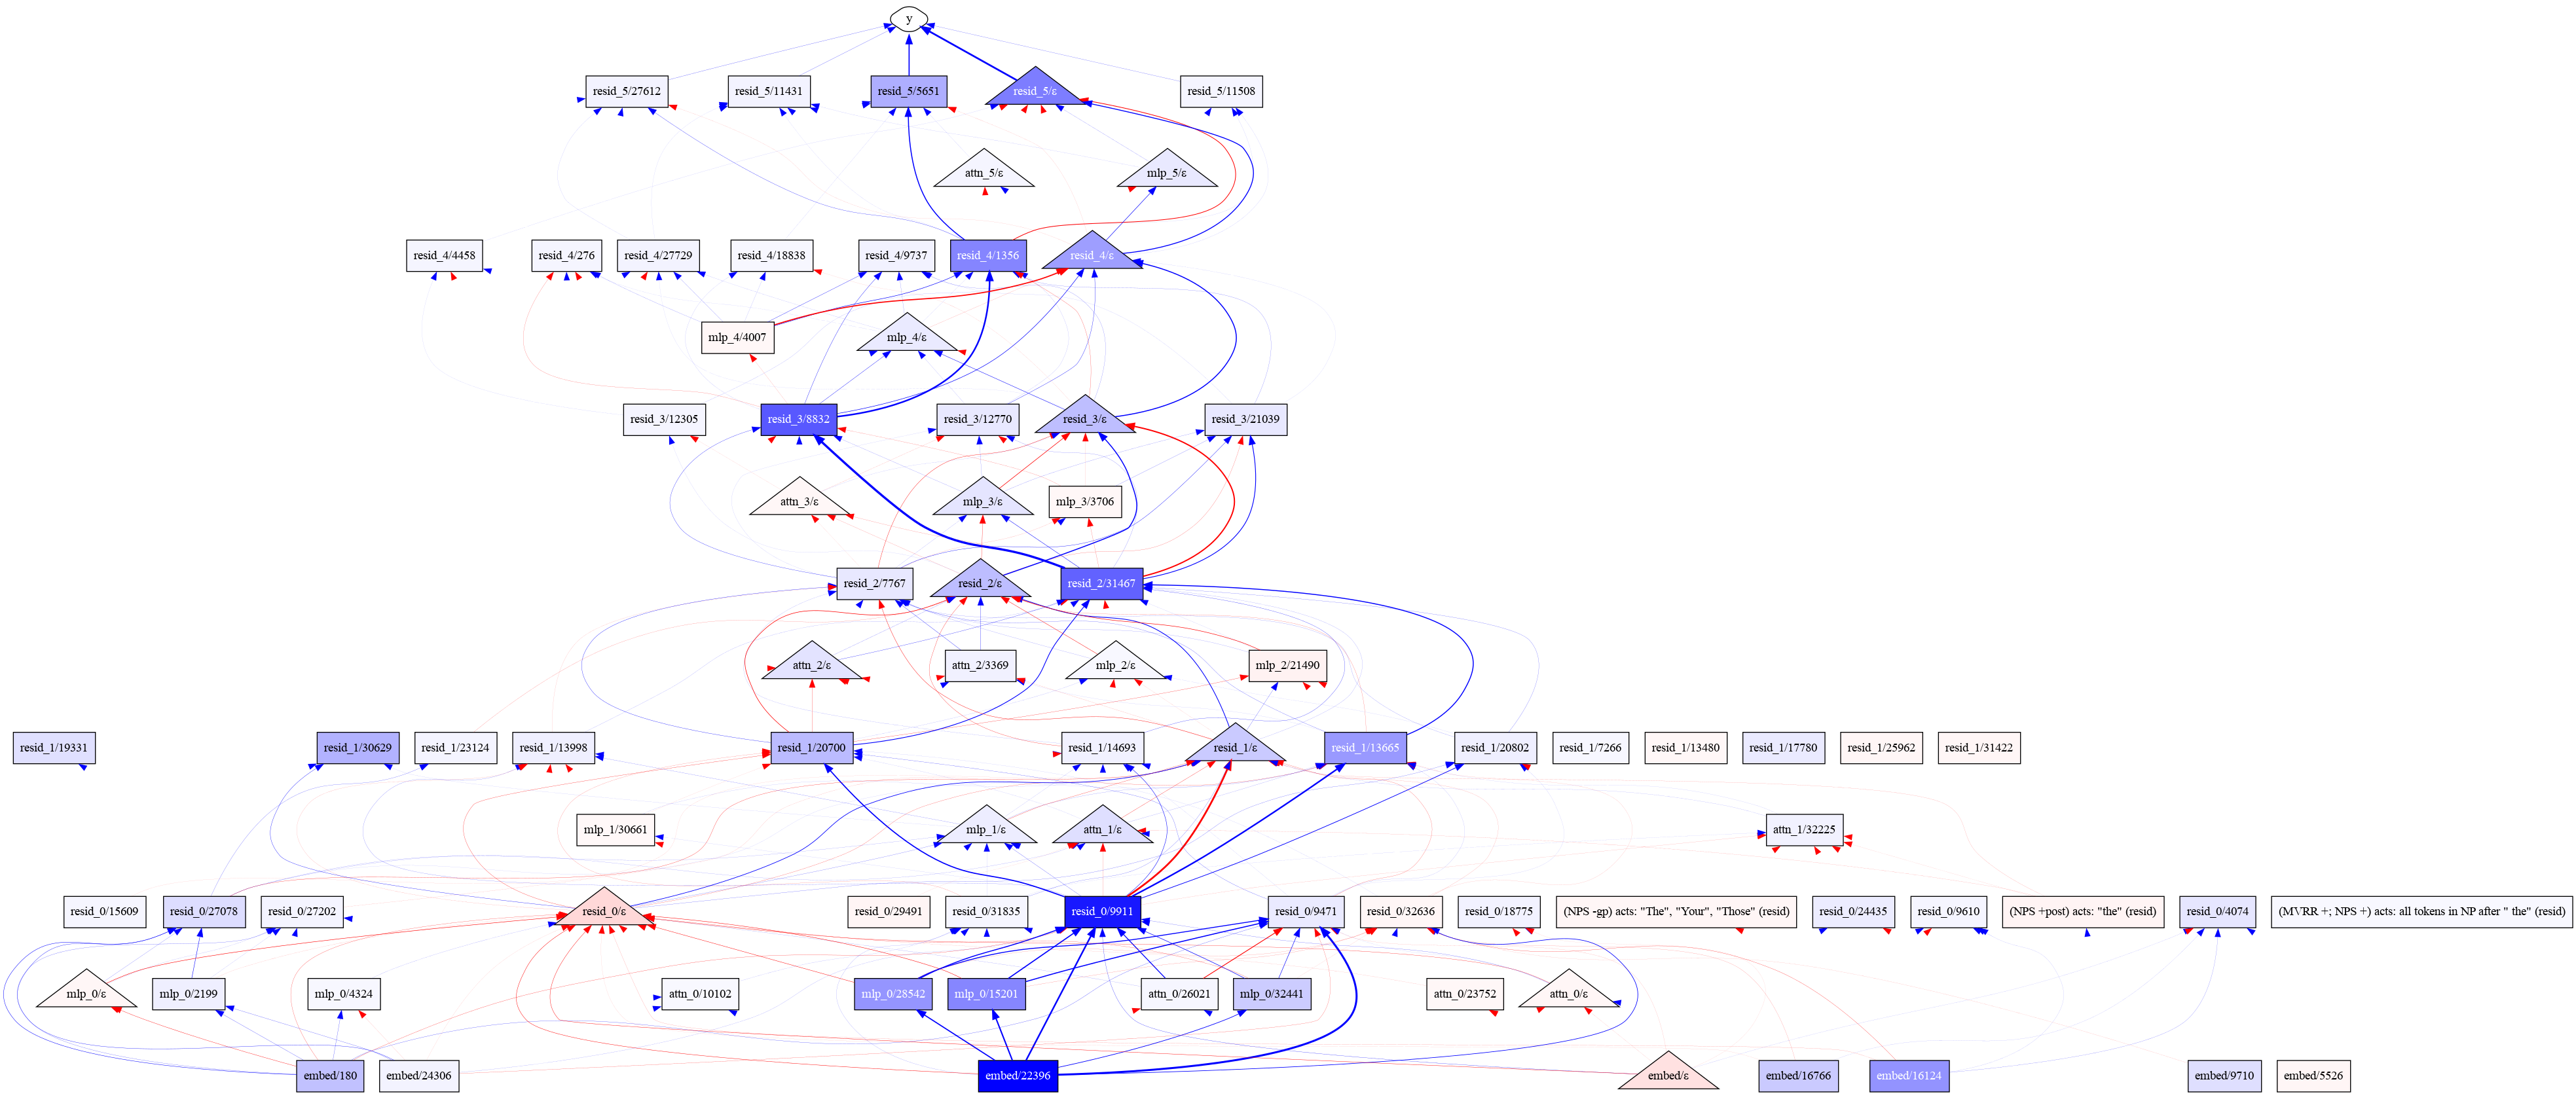 y
resid_5/27612
resid_5/11431
resid_5/5651
resid_5/ε
resid_5/11508
attn_5/ε
mlp_5/ε
resid_4/4458
resid_4/276
resid_4/27729
resid_4/18838
resid_4/9737
resid_4/1356
resid_4/ε
mlp_4/4007
mlp_4/ε
resid_3/12305
resid_3/8832
resid_3/12770
resid_3/ε
resid_3/21039
attn_3/ε
mlp_3/ε
mlp_3/3706
resid_2/7767
resid_2/ε
resid_2/31467
attn_2/ε
attn_2/3369
mlp_2/ε
mlp_2/21490
resid_1/19331
resid_1/30629
resid_1/23124
resid_1/13998
resid_1/20700
resid_1/14693
resid_1/ε
resid_1/13665
resid_1/20802
resid_1/7266
resid_1/13480
resid_1/17780
resid_1/25962
resid_1/31422
mlp_1/30661
mlp_1/ε
attn_1/ε
attn_1/32225
resid_0/15609
resid_0/27078
resid_0/27202
resid_0/ε
resid_0/29491
resid_0/31835
resid_0/9911
resid_0/9471
resid_0/32636
resid_0/18775
(NPS -gp) acts: "The", "Your", "Those" (resid)
resid_0/24435
resid_0/9610
(NPS +post) acts: "the" (resid)
resid_0/4074
(MVRR +; NPS +) acts: all tokens in NP after " the" (resid)
mlp_0/ε
mlp_0/2199
mlp_0/4324
attn_0/10102
mlp_0/28542
mlp_0/15201
attn_0/26021
mlp_0/32441
attn_0/23752
attn_0/ε
embed/180
embed/24306
embed/22396
embed/ε
embed/16766
embed/16124
embed/9710
embed/5526